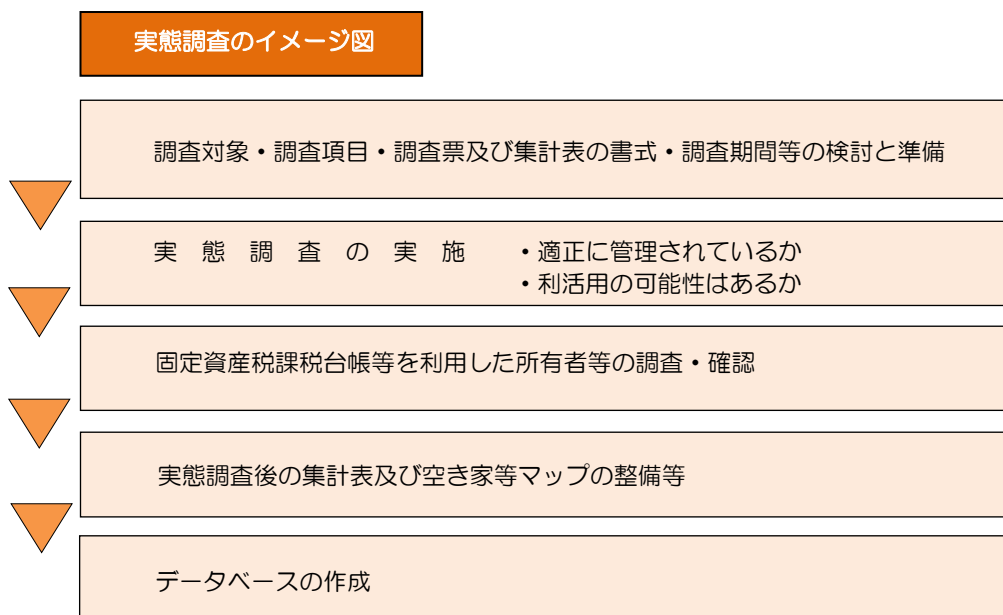 実態調査のイメージ図
調査対象・調査項目・調査票及び集計表の書式・調査期間等の検討と準備
実態調査の実施 ・適正に管理されているか
・利活用の可能性はあるか
固定資産税課税台帳等を利用した所有者等の調査・確認
実態調査後の集計表及び空き家等マップの整備等
データベースの作成